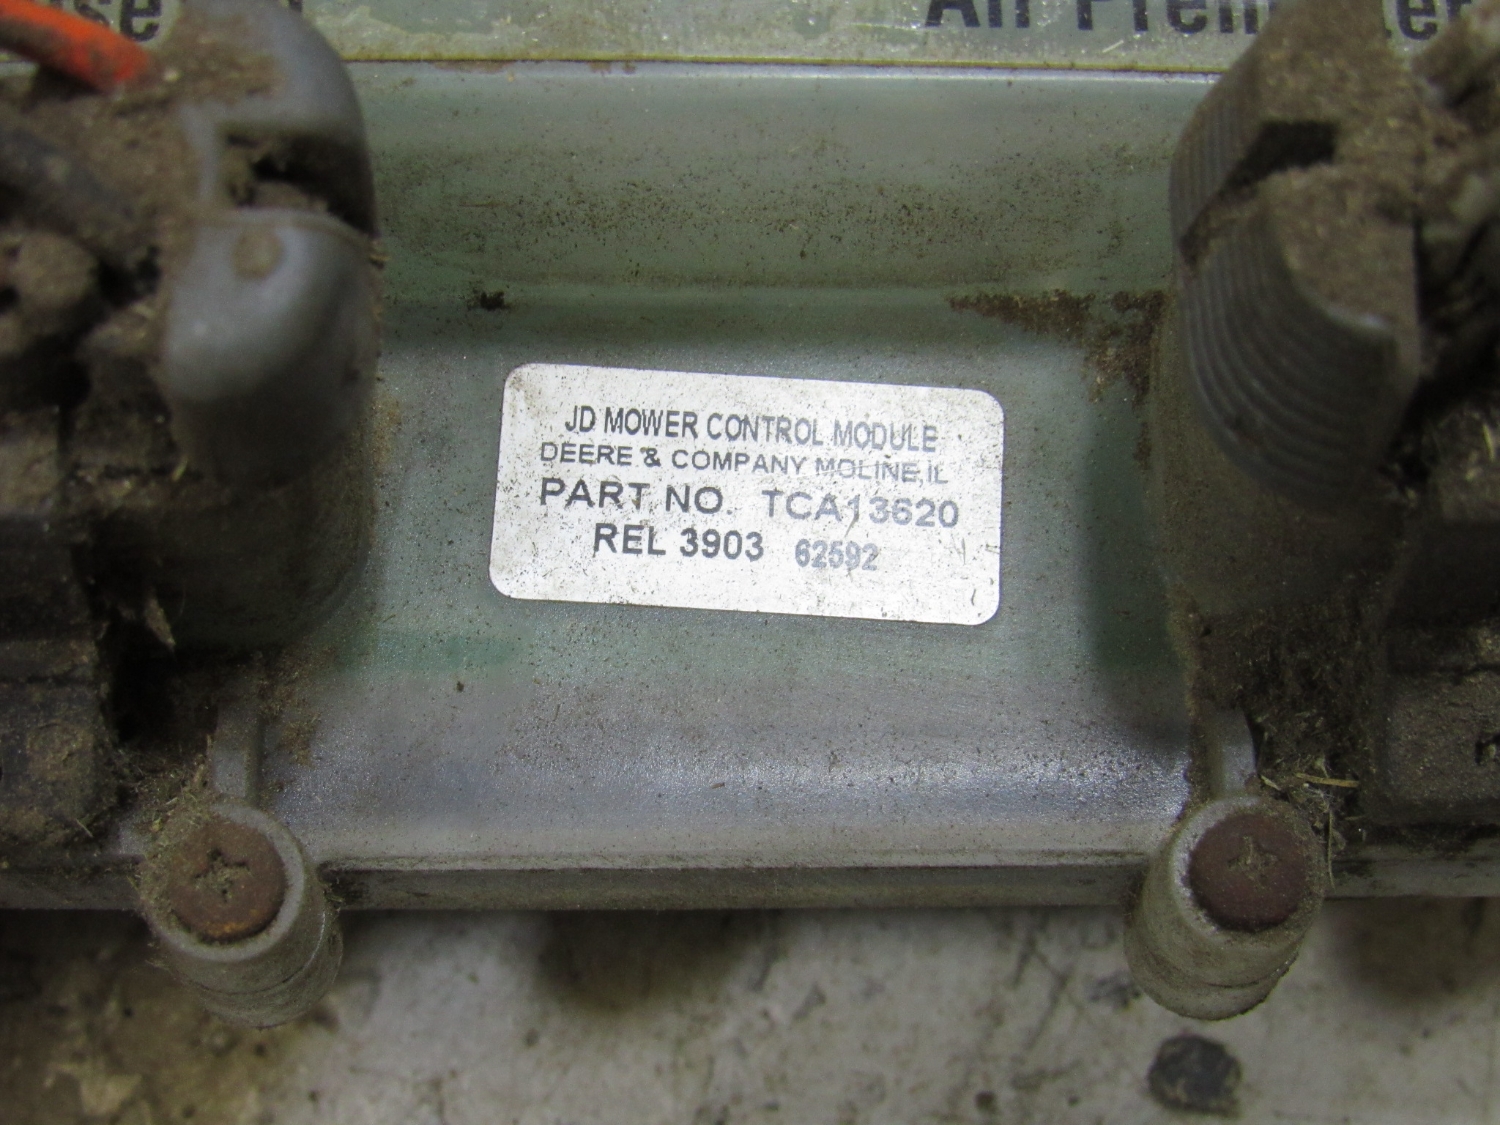 JD MOWER CONTROL MODULE
DEERE & COMPANY MOLINE, IL
PART NO. TCA13620
REL 3903 62592